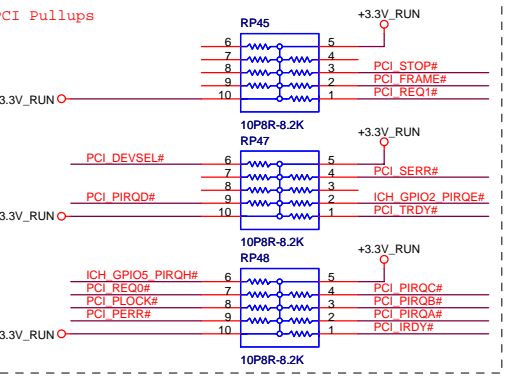 PCI Pullups
RP45
+3.3V_RUN
6 5
7 4
8 3 PCI_STOP#
9 2 PCI_FRAME#
3.3V_RUN 10 1 PCI_REQ1#
10P8R-8.2K
RP47
+3.3V_RUN
PCI_DEVSEL# 6 5
7 4 PCI_SERR#
8 3
PCI_PIRQD# 9 2 ICH_GPIO2_PIRQE#
3.3V_RUN 10 1 PCI_TRDY#
10P8R-8.2K
RP48
+3.3V_RUN
ICH_GPIO5_PIRQH# 6 5
PCI_REQ0# 7 4 PCI_PIRQC#
PCI_PLOCK# 8 3 PCI_PIRQB#
PCI_PERR# 9 2 PCI_PIRQA#
3.3V_RUN 10 1 PCI_IRDY#
10P8R-8.2K